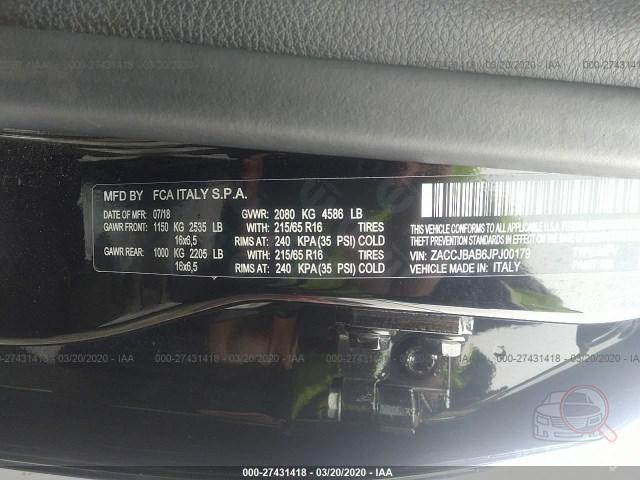 000-27431418 - 03/20/2020 - IAA
MFD BY FCA ITALY S.P.A.
DATE OF MFR: 07/18 GVWR: 2080 KG 4586 LB
GAWR FRONT: 1150 KG 2535 LB WITH: 215/65 R16 TIRES
16x6,5 RIMS AT: 240 KPA(35 PSI) COLD
GAWR REAR: 1000 KG 2205 LB WITH: 215/65 R16 TIRES
16x6,5 RIMS AT: 240 KPA(35 PSI) COLD
THIS VEHICLE CONFORMS TO ALL APPLICABLE
U.S.A. FEDERAL
THEFT PREVENTION STANDARDS IN EFFECT ON
VIN: ZACCJBAB6JPJ00179
VEHICLE MADE IN: ITALY
000-27431418 - 03/20/2020 - IAA
000-27431418 - 03/20/2020 - IAA